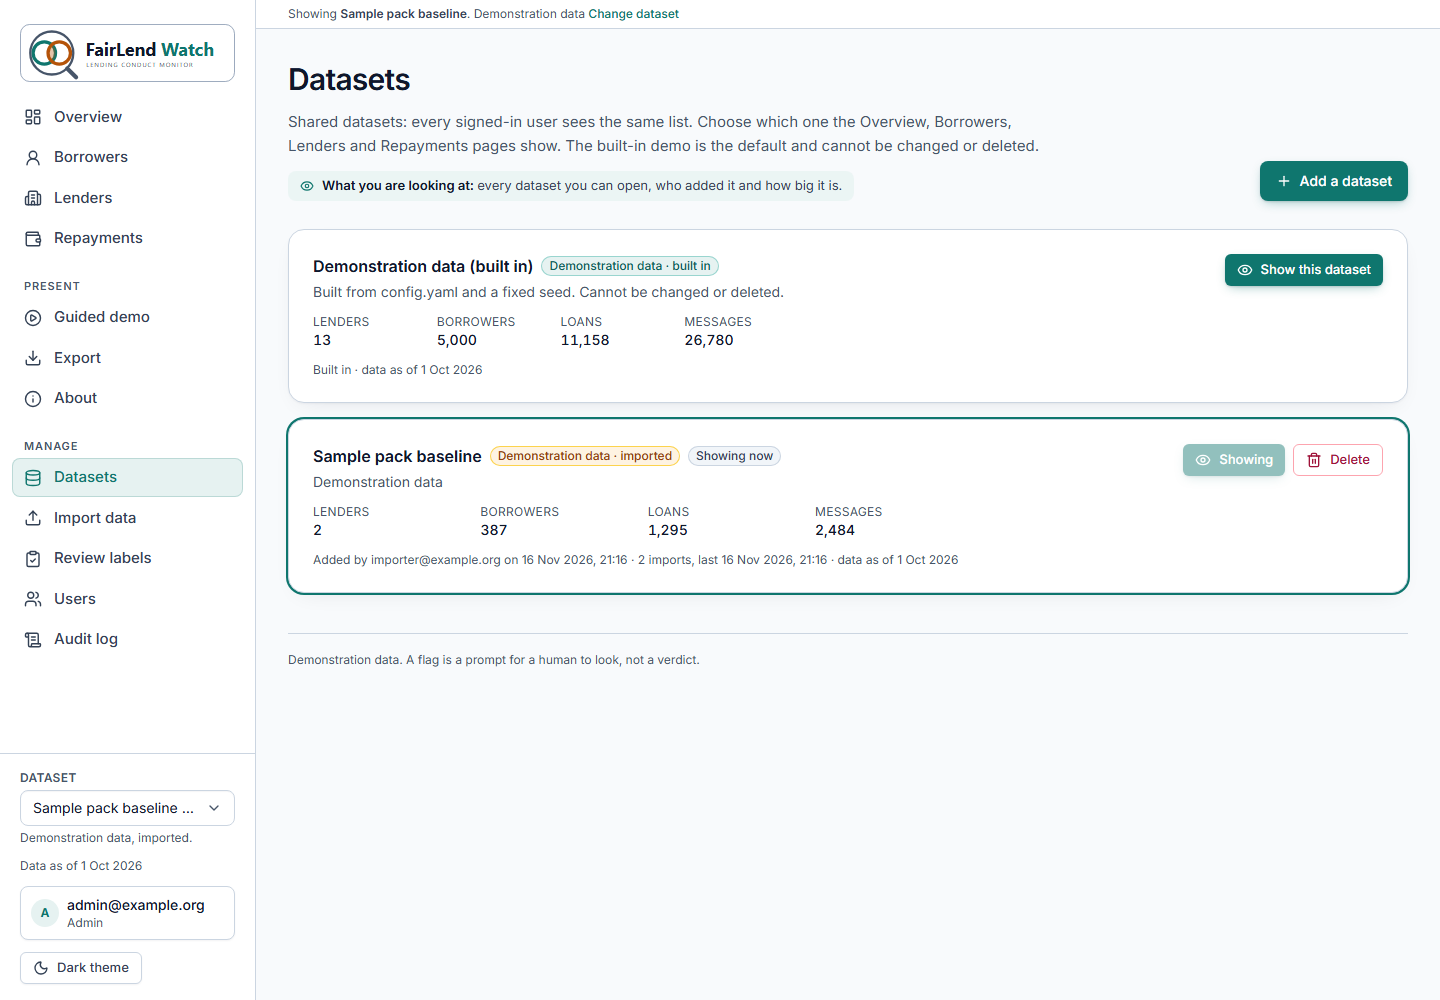 FairLend Watch
LENDING CONDUCT MONITOR
Overview
Borrowers
Lenders
Repayments
PRESENT
Guided demo
Export
About
MANAGE
Datasets
Import data
Review labels
Users
Audit log
DATASET
Sample pack baseline ...
Demonstration data, imported.
Data as of 1 Oct 2026
A
admin@example.org
Admin
Dark theme
Showing Sample pack baseline. Demonstration data Change dataset
Datasets
Shared datasets: every signed-in user sees the same list. Choose which one the Overview, Borrowers,
Lenders and Repayments pages show. The built-in demo is the default and cannot be changed or deleted.
What you are looking at: every dataset you can open, who added it and how big it is.
+ Add a dataset
Demonstration data (built in) Demonstration data · built in
Show this dataset
Built from config.yaml and a fixed seed. Cannot be changed or deleted.
LENDERS BORROWERS LOANS MESSAGES
13 5,000 11,158 26,780
Built in · data as of 1 Oct 2026
Sample pack baseline Demonstration data · imported Showing now
Showing Delete
Demonstration data
LENDERS BORROWERS LOANS MESSAGES
2 387 1,295 2,484
Added by importer@example.org on 16 Nov 2026, 21:16 · 2 imports, last 16 Nov 2026, 21:16 · data as of 1 Oct 2026
Demonstration data. A flag is a prompt for a human to look, not a verdict.